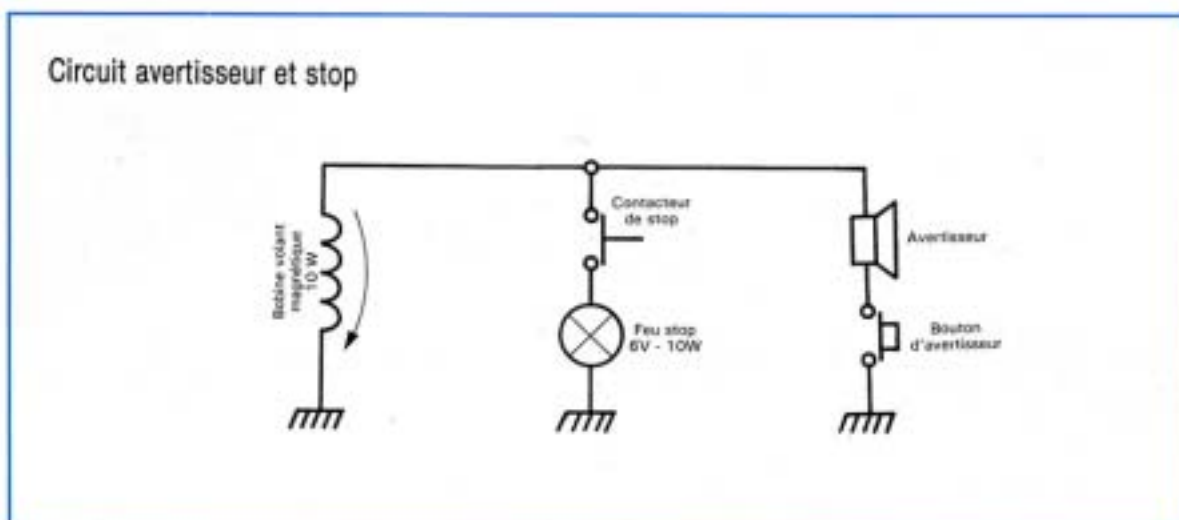 Circuit avertisseur et stop
Bobine volant
magnétique
10 W
Contacteur
de stop
Feu stop
6V - 10W
Avertisseur
Bouton
d'avertisseur